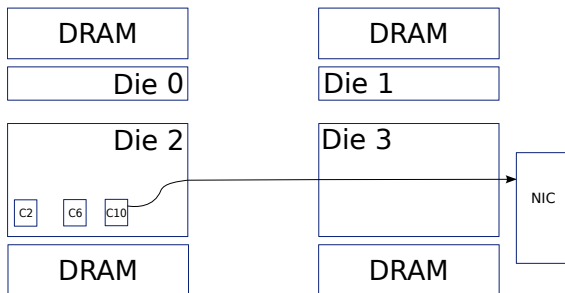 DRAM
DRAM
Die 0
Die 1
Die 2
Die 3
C2
C6
C10
NIC
DRAM
DRAM